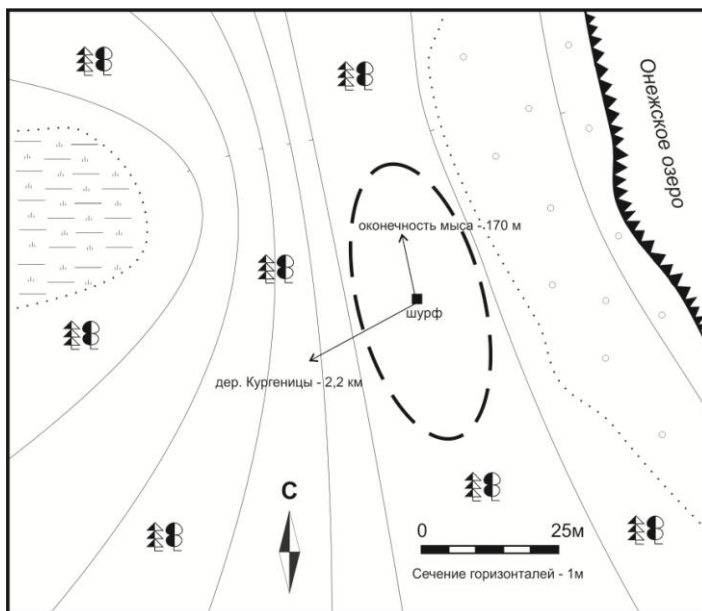 Онежское озеро
оконечность мыса - 170 м
шурф
дер. Кургеницы - 2,2 км
С
0 25м
Сечение горизонталей - 1м